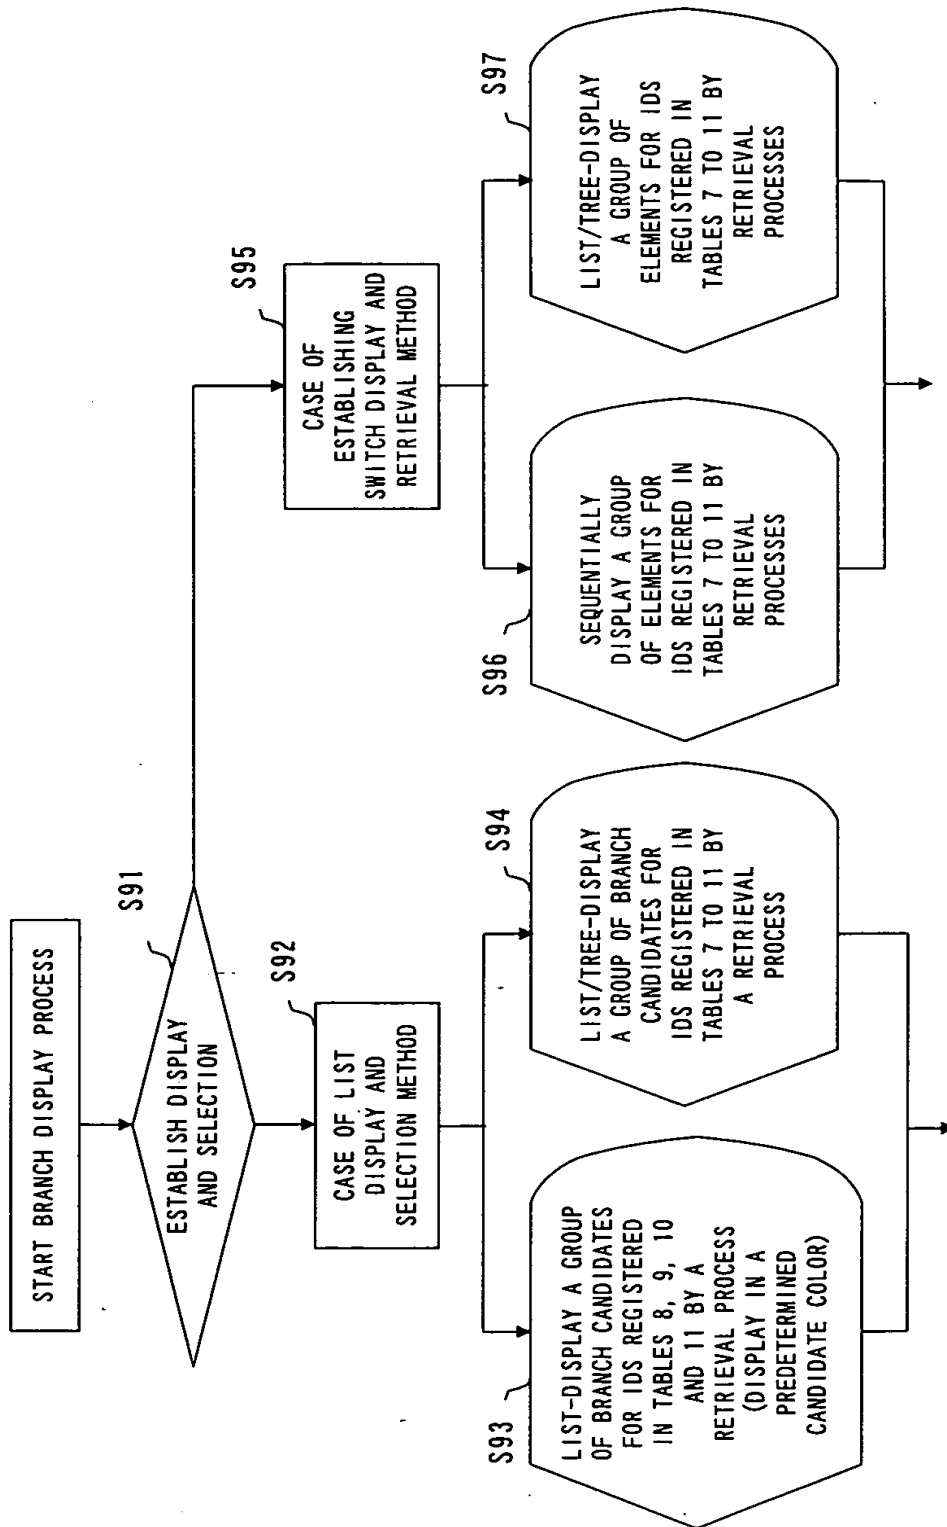 START BRANCH DISPLAY PROCESS
S91
ESTABLISH DISPLAY
AND SELECTION
S92
CASE OF LIST
DISPLAY AND
SELECTION METHOD
S93
LIST-DISPLAY A GROUP
OF BRANCH CANDIDATES
FOR IDS REGISTERED
IN TABLES 8, 9, 10
AND 11 BY A
RETRIEVAL PROCESS
(DISPLAY IN A
PREDETERMINED
CANDIDATE COLOR)
S94
LIST/TREE-DISPLAY
A GROUP OF BRANCH
CANDIDATES FOR
IDS REGISTERED IN
TABLES 7 TO 11 BY
A RETRIEVAL
PROCESS
S95
CASE OF
ESTABLISHING
SWITCH DISPLAY AND
RETRIEVAL METHOD
S96
SEQUENTIALLY
DISPLAY A GROUP
OF ELEMENTS FOR
IDS REGISTERED IN
TABLES 7 TO 11 BY
RETRIEVAL
PROCESSES
S97
LIST/TREE-DISPLAY
A GROUP OF
ELEMENTS FOR IDS
REGISTERED IN
TABLES 7 TO 11 BY
RETRIEVAL
PROCESSES